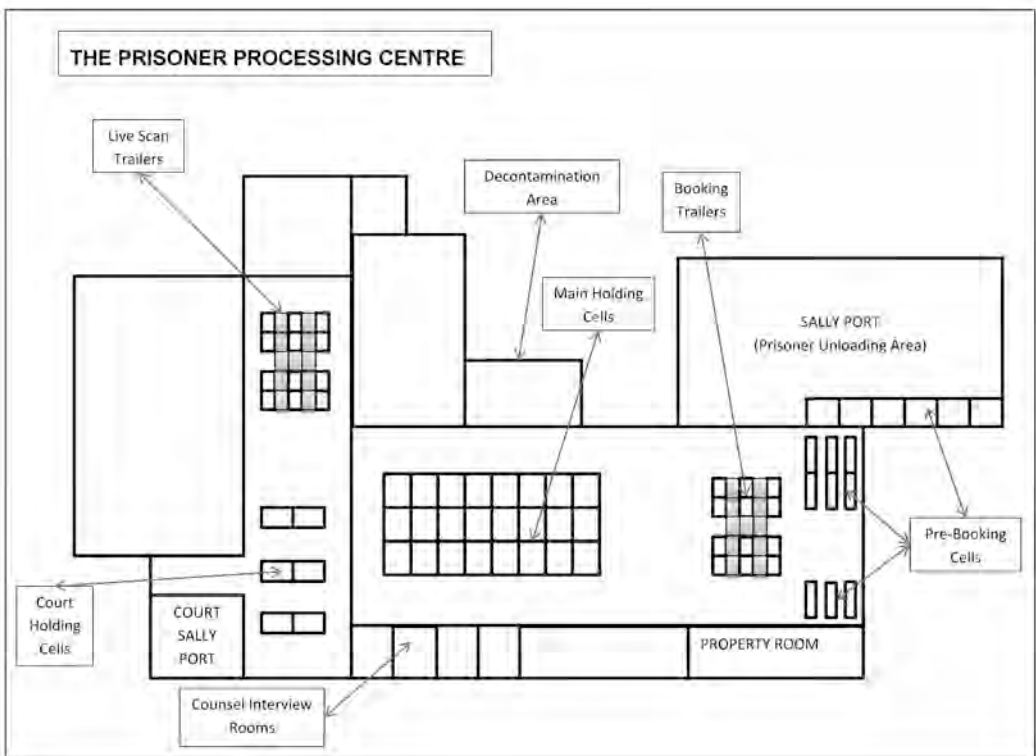 THE PRISONER PROCESSING CENTRE
Live Scan
Trailers
Decontamination
Area
Booking
Trailers
Main Holding
Cells
SALLY PORT
(Prisoner Unloading Area)
Pre-Booking
Cells
Court
Holding
Cells
COURT
SALLY
PORT
PROPERTY ROOM
Counsel Interview
Rooms